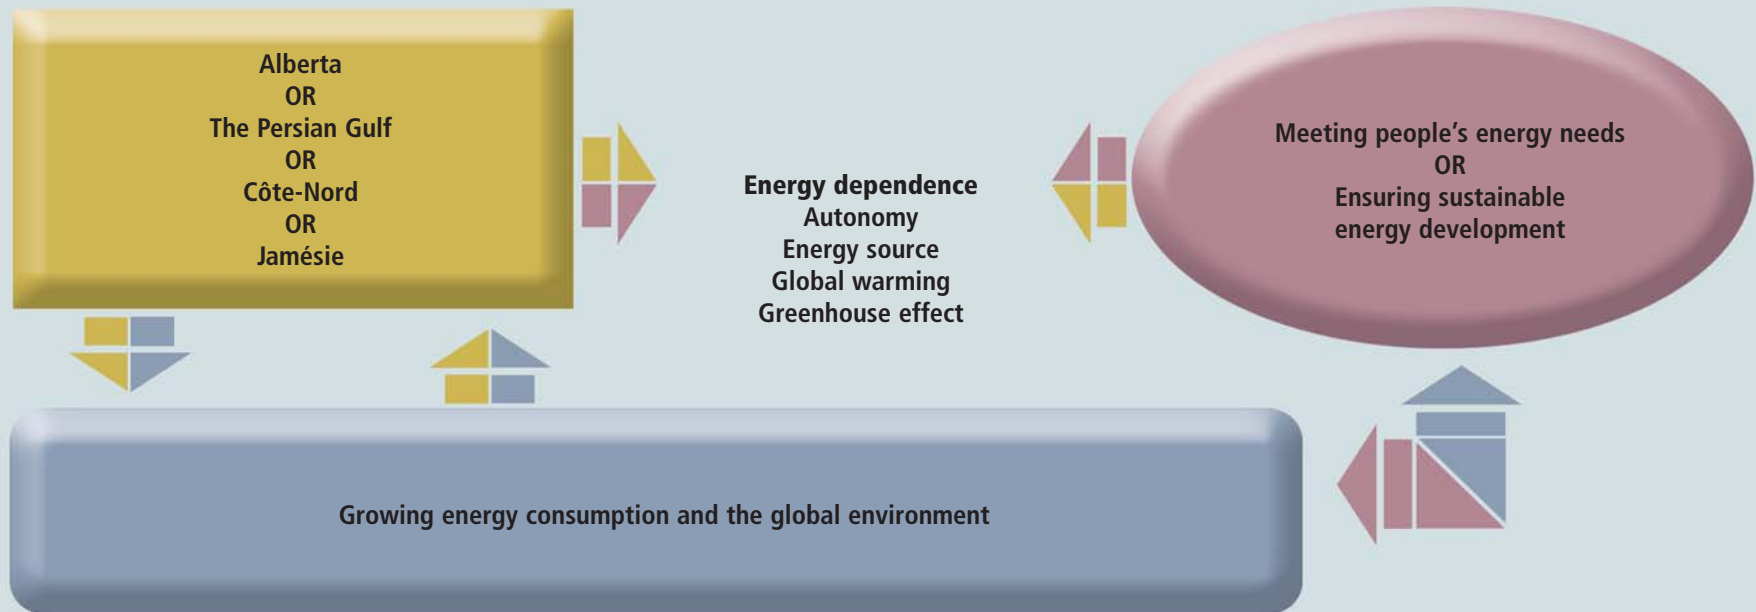 Alberta
OR
The Persian Gulf
OR
Côte-Nord
OR
Jamésie
Energy dependence
Autonomy
Energy source
Global warming
Greenhouse effect
Meeting people's energy needs
OR
Ensuring sustainable
energy development
Growing energy consumption and the global environment